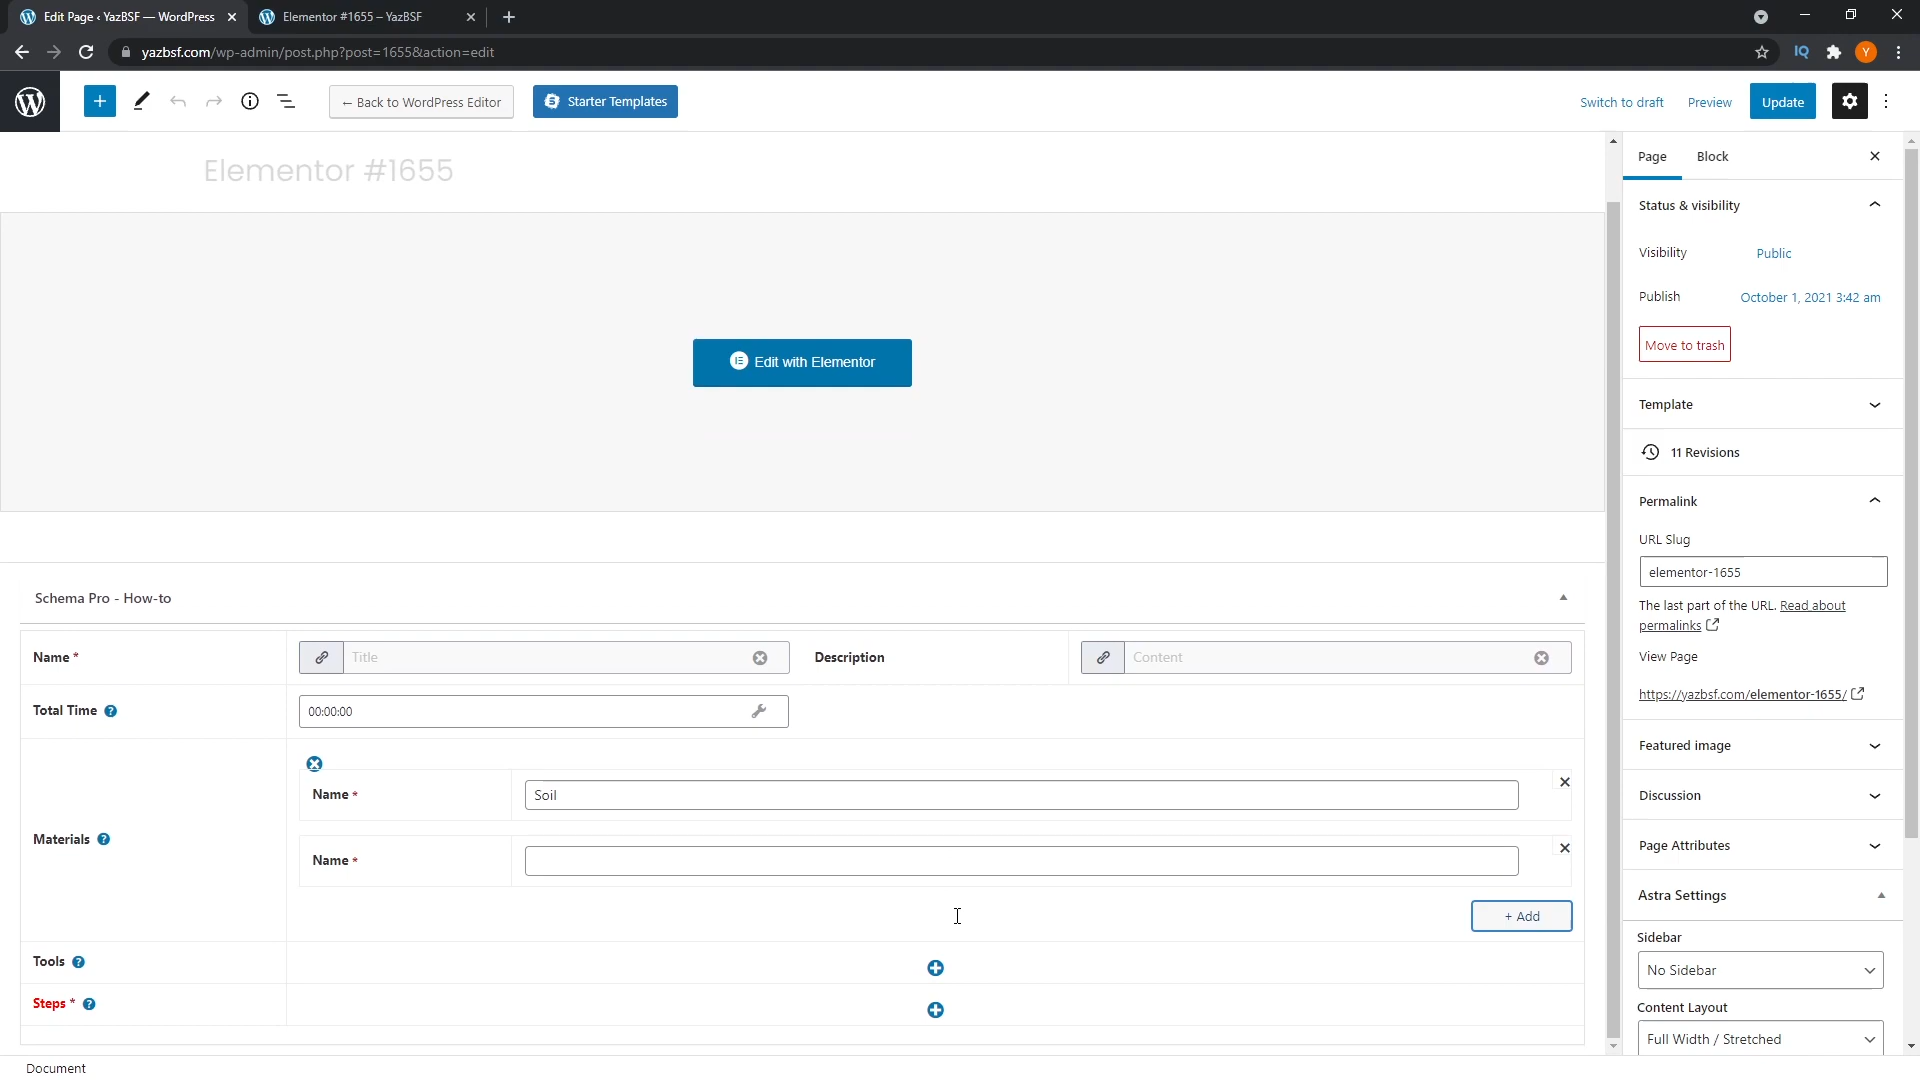 Edit Page ‹ YazBSF — WordPress
Elementor #1655 – YazBSF
yazbsf.com/wp-admin/post.php?post=1655&action=edit
IQ
Y
← Back to WordPress Editor
Starter Templates
Switch to draft
Preview
Update
Elementor #1655
Edit with Elementor
Page
Block
Status & visibility
Visibility
Public
Publish
October 1, 2021 3:42 am
Move to trash
Template
11 Revisions
Permalink
URL Slug
elementor-1655
The last part of the URL. Read about
permalinks
View Page
https://yazbsf.com/elementor-1655/
Featured image
Discussion
Page Attributes
Astra Settings
Sidebar
No Sidebar
Content Layout
Full Width / Stretched
Schema Pro - How-to
Name *
Title
Description
Content
Total Time
00:00:00
Materials
Name *
Soil
Name *
+ Add
Tools
Steps *
Document